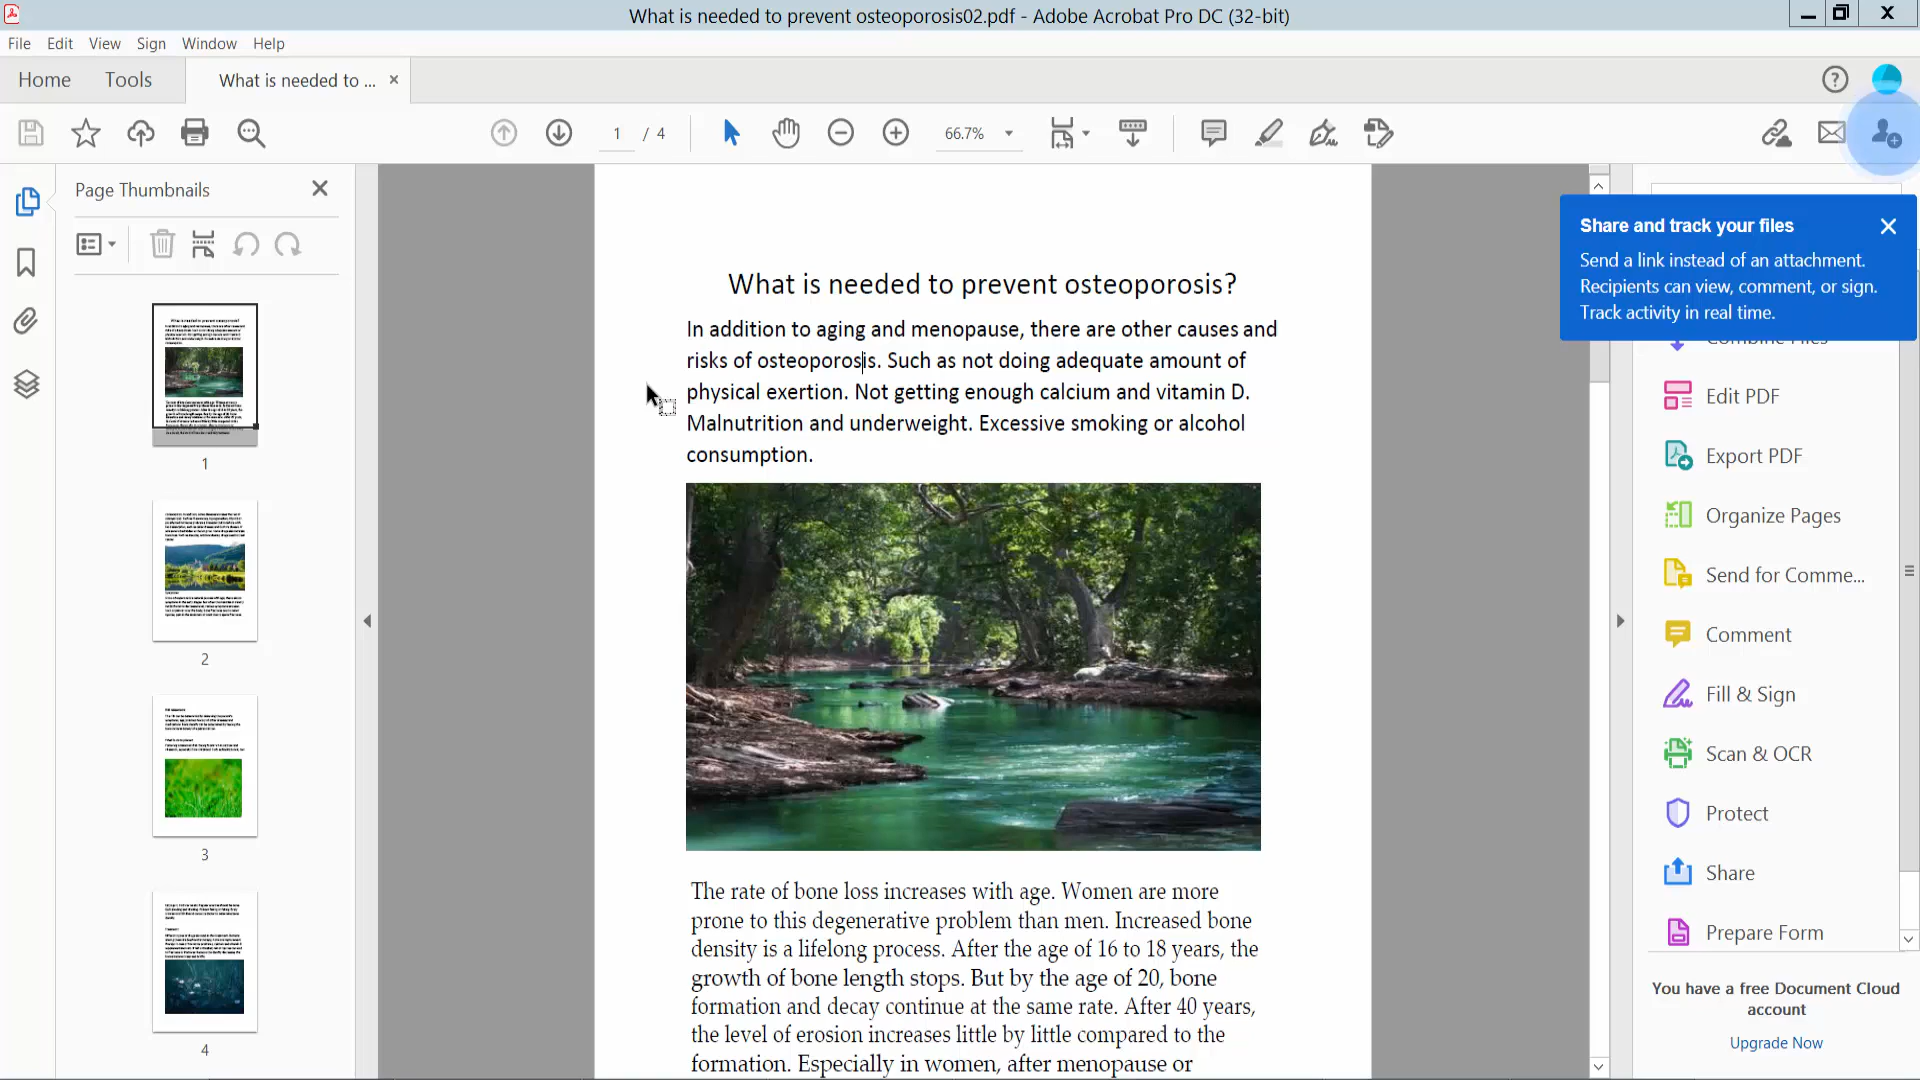 What is needed to prevent osteoporosis02.pdf - Adobe Acrobat Pro DC (32-bit)
File Edit View Sign Window Help
Home Tools What is needed to ...
1 / 4 66.7%
Page Thumbnails
1
2
3
4
What is needed to prevent osteoporosis?
In addition to aging and menopause, there are other causes and
risks of osteoporosis. Such as not doing adequate amount of
physical exertion. Not getting enough calcium and vitamin D.
Malnutrition and underweight. Excessive smoking or alcohol
consumption.
The rate of bone loss increases with age. Women are more
prone to this degenerative problem than men. Increased bone
density is a lifelong process. After the age of 16 to 18 years, the
growth of bone length stops. But by the age of 20, bone
formation and decay continue at the same rate. After 40 years,
the level of erosion increases little by little compared to the
formation. Especially in women, after menopause or
Share and track your files
Send a link instead of an attachment.
Recipients can view, comment, or sign.
Track activity in real time.
Edit PDF
Export PDF
Organize Pages
Send for Comme...
Comment
Fill & Sign
Scan & OCR
Protect
Share
Prepare Form
You have a free Document Cloud
account
Upgrade Now